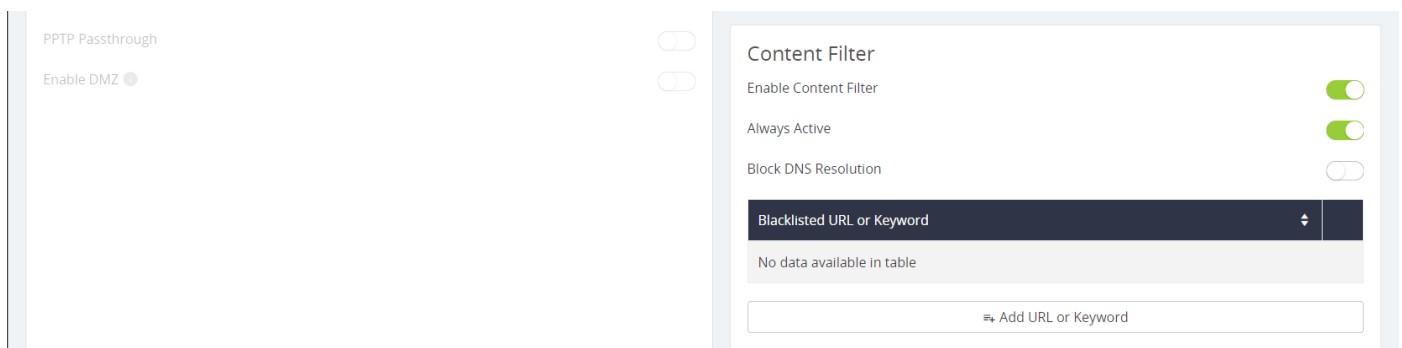 PPTP Passthrough
Enable DMZ
Content Filter
Enable Content Filter
Always Active
Block DNS Resolution
Blacklisted URL or Keyword
No data available in table
Add URL or Keyword